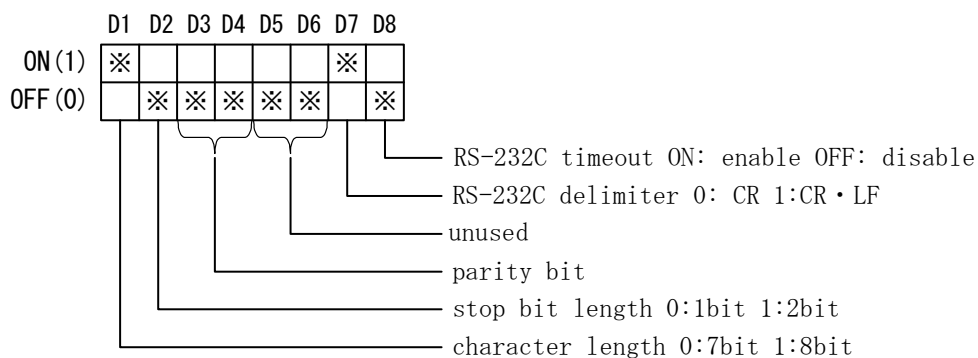 D1 D2 D3 D4 D5 D6 D7 D8
ON(1) ※ ※
OFF(0) ※ ※ ※ ※ ※ ※
RS-232C timeout ON: enable OFF: disable
RS-232C delimiter 0: CR 1:CR・LF
unused
parity bit
stop bit length 0:1bit 1:2bit
character length 0:7bit 1:8bit